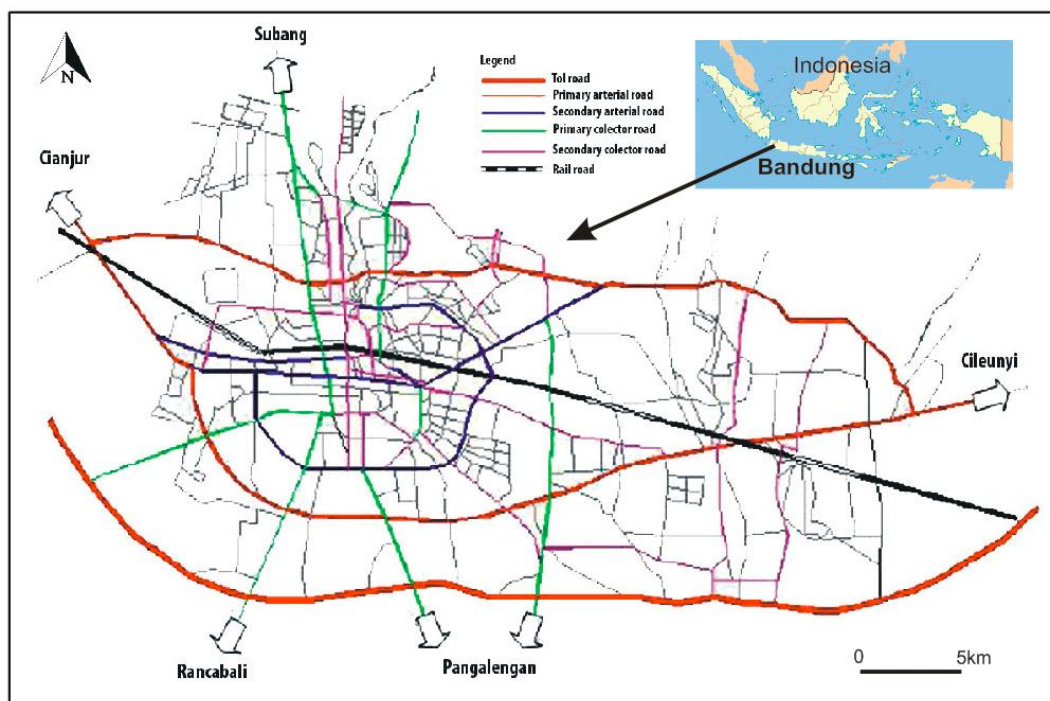 Subang
Legend
Tol road
Primary arterial road
Secondary arterial road
Primary colector road
Secondary colector road
Rail road
Indonesia
Bandung
N
Cianjur
Cileunyi
Rancabali
Pangalengan
0 5km